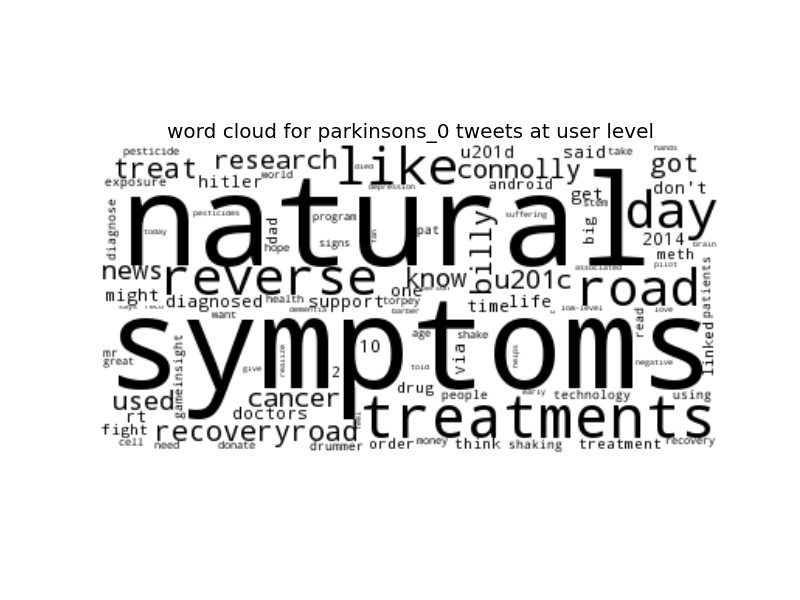 word cloud for parkinsons_0 tweets at user level
pesticide
treat
research
world
died
like
depression
u201d
connolly
said
take
android
got
hands
exposure
hitler
get
stem
don't
natural
day
diagnose
today
pesticides
dad
hope
program
signs
pat
billy
suffering
big
2014
meth
brain
pilot
news
reverse
know
u201c
associated
road
patients
might
diagnosed
health
support
one
torpey
barber
time
life
low-level
read
love
linked
want
dementia
symptoms
10
age
shake
via
told
mr
great
gameinsight
give
realize
2
negative
drug
people
early
technology
using
used
cancer
doctors
rt
fight
recoveryroad
feel
treatments
cell
need
donate
drummer
order
money
think
shaking
treatment
recovery